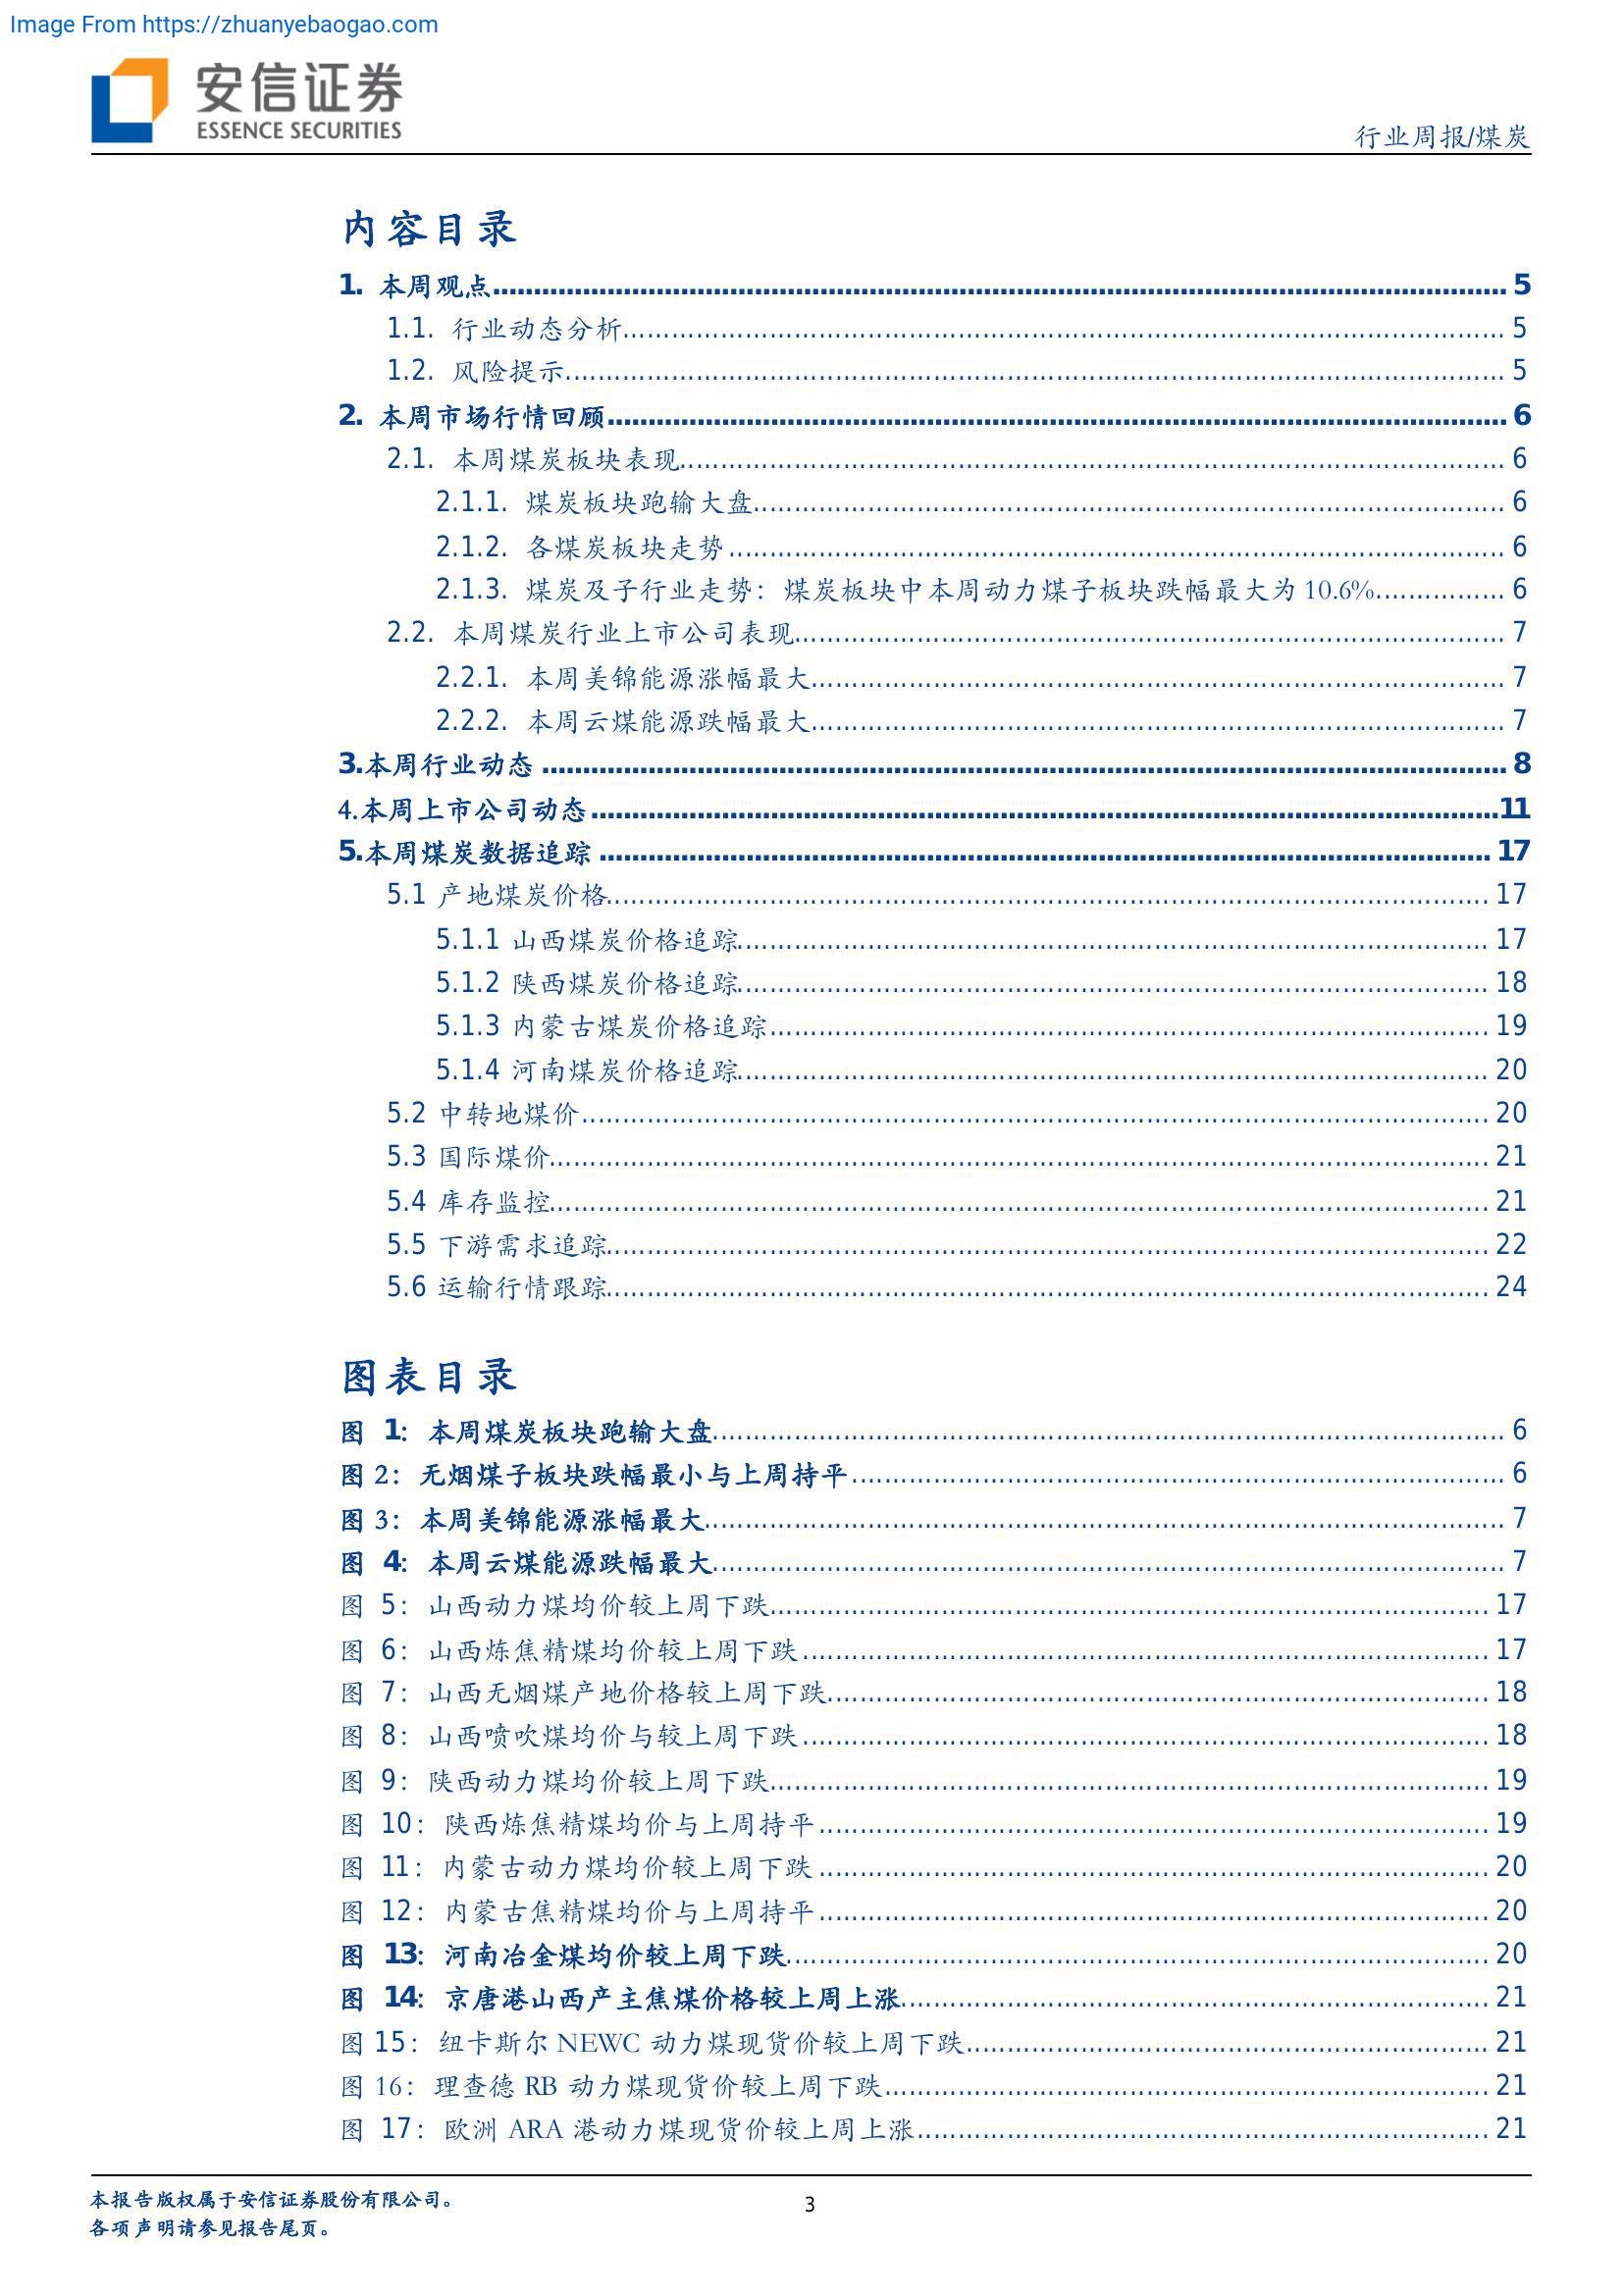 Image From https://zhuanyebaogao.com
安信证券
ESSENCE SECURITIES
行业周报/煤炭
内容目录
1. 本周观点 5
1.1. 行业动态分析 5
1.2. 风险提示 5
2. 本周市场行情回顾 6
2.1. 本周煤炭板块表现 6
2.1.1. 煤炭板块跑输大盘 6
2.1.2. 各煤炭板块走势 6
2.1.3. 煤炭及子行业走势：煤炭板块中本周动力煤子板块跌幅最大为 10.6% 6
2.2. 本周煤炭行业上市公司表现 7
2.2.1. 本周美锦能源涨幅最大 7
2.2.2. 本周云煤能源跌幅最大 7
3.本周行业动态 8
4.本周上市公司动态 11
5.本周煤炭数据追踪 17
5.1 产地煤炭价格 17
5.1.1 山西煤炭价格追踪 17
5.1.2 陕西煤炭价格追踪 18
5.1.3 内蒙古煤炭价格追踪 19
5.1.4 河南煤炭价格追踪 20
5.2 中转地煤价 20
5.3 国际煤价 21
5.4 库存监控 21
5.5 下游需求追踪 22
5.6 运输行情跟踪 24
图表目录
图 1：本周煤炭板块跑输大盘 6
图 2：无烟煤子板块跌幅最小与上周持平 6
图 3：本周美锦能源涨幅最大 7
图 4：本周云煤能源跌幅最大 7
图 5：山西动力煤均价较上周下跌 17
图 6：山西炼焦精煤均价较上周下跌 17
图 7：山西无烟煤产地价格较上周下跌 18
图 8：山西喷吹煤均价与较上周下跌 18
图 9：陕西动力煤均价较上周下跌 19
图 10：陕西炼焦精煤均价与上周持平 19
图 11：内蒙古动力煤均价较上周下跌 20
图 12：内蒙古焦精煤均价与上周持平 20
图 13：河南冶金煤均价较上周下跌 20
图 14：京唐港山西产主焦煤价格较上周上涨 21
图 15：纽卡斯尔 NEWC 动力煤现货价较上周下跌 21
图 16：理查德 RB 动力煤现货价较上周下跌 21
图 17：欧洲 ARA 港动力煤现货价较上周上涨 21
本报告版权属于安信证券股份有限公司。
3
各项声明请参见报告尾页。